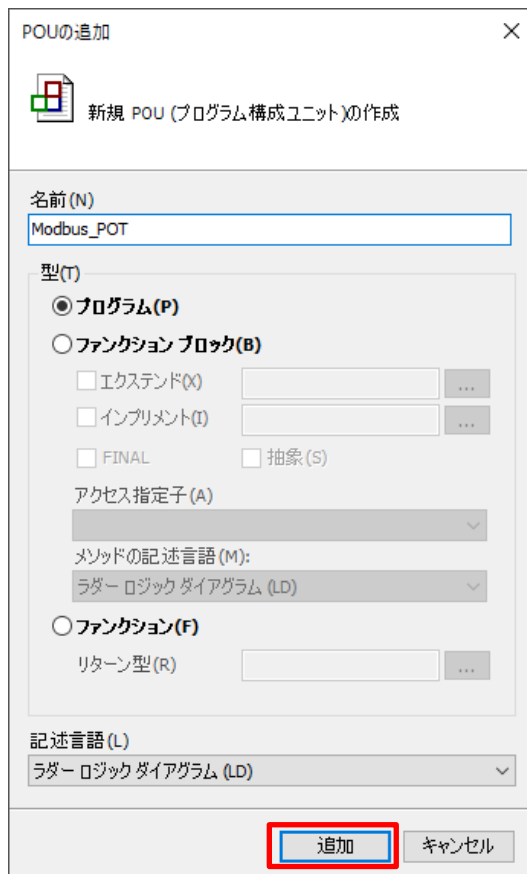 POUの追加
新規 POU (プログラム構成ユニット)の作成
名前(N)
Modbus_POT
型(T)
プログラム(P)
ファンクション ブロック(B)
エクステンド(X)
...
インプリメント(I)
...
FINAL 抽象(S)
アクセス指定子(A)
メソッドの記述言語(M):
ラダー ロジック ダイアグラム (LD)
ファンクション(F)
リターン型(R)
...
記述言語(L)
ラダー ロジック ダイアグラム (LD)
追加 キャンセル